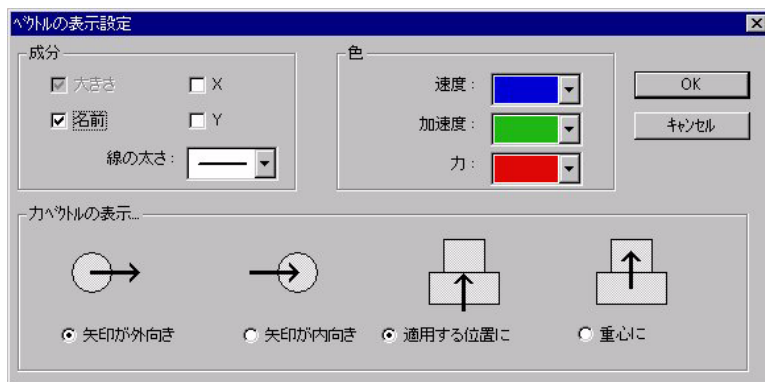 ﾍﾞｸﾄﾙの表示設定
成分
大きさ
X
名前
Y
線の太さ：
色
速度：
加速度：
力：
OK
ｷｬﾝｾﾙ
力ﾍﾞｸﾄﾙの表示...
矢印が外向き
矢印が内向き
適用する位置に
重心に